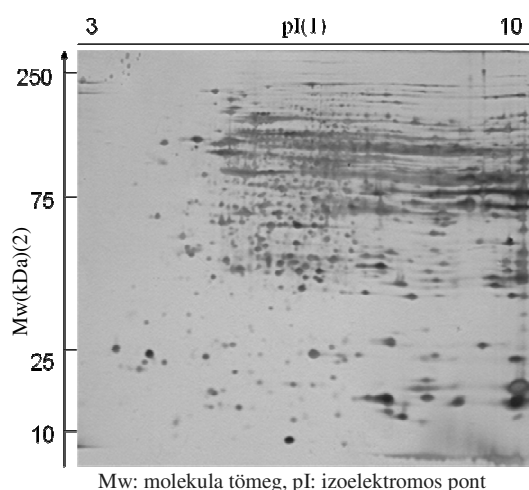 3 pI(1) 10
250
75
Mw(kDa)(2)
25
10
Mw: molekula tömeg, pI: izoelektromos pont